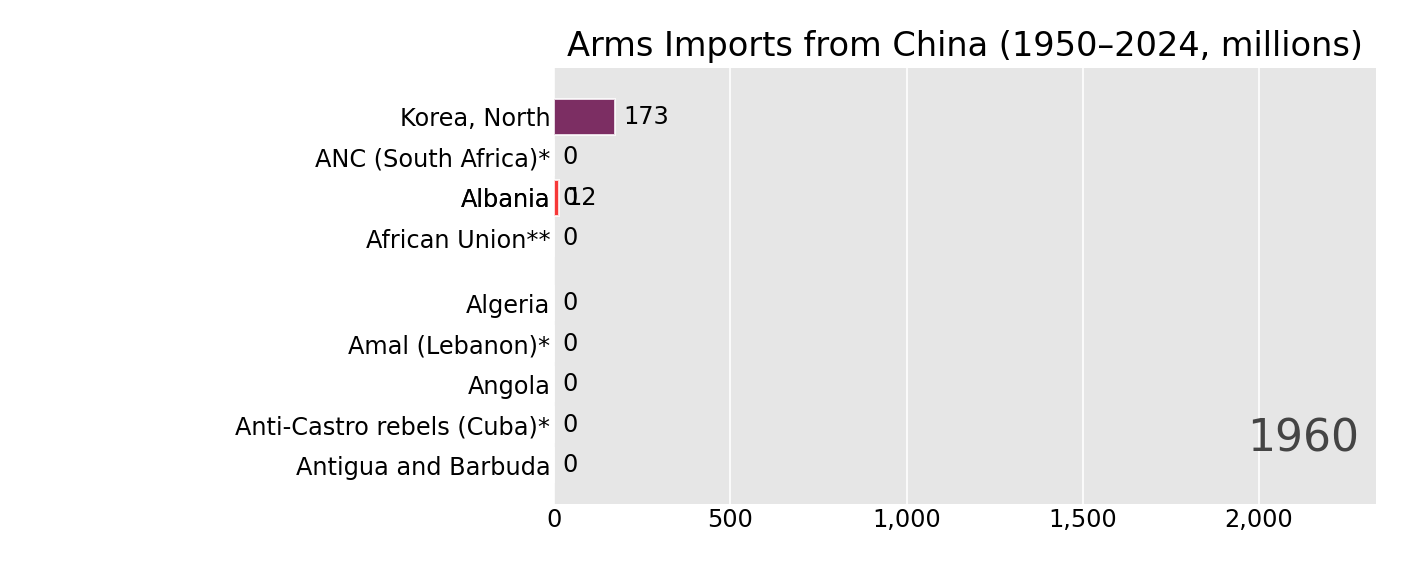 Arms Imports from China (1950–2024, millions)
Korea, North 173
ANC (South Africa)* 0
Albania 0 12
African Union** 0
Algeria 0
Amal (Lebanon)* 0
Angola 0
Anti-Castro rebels (Cuba)* 0
1960
Antigua and Barbuda 0
0 500 1,000 1,500 2,000